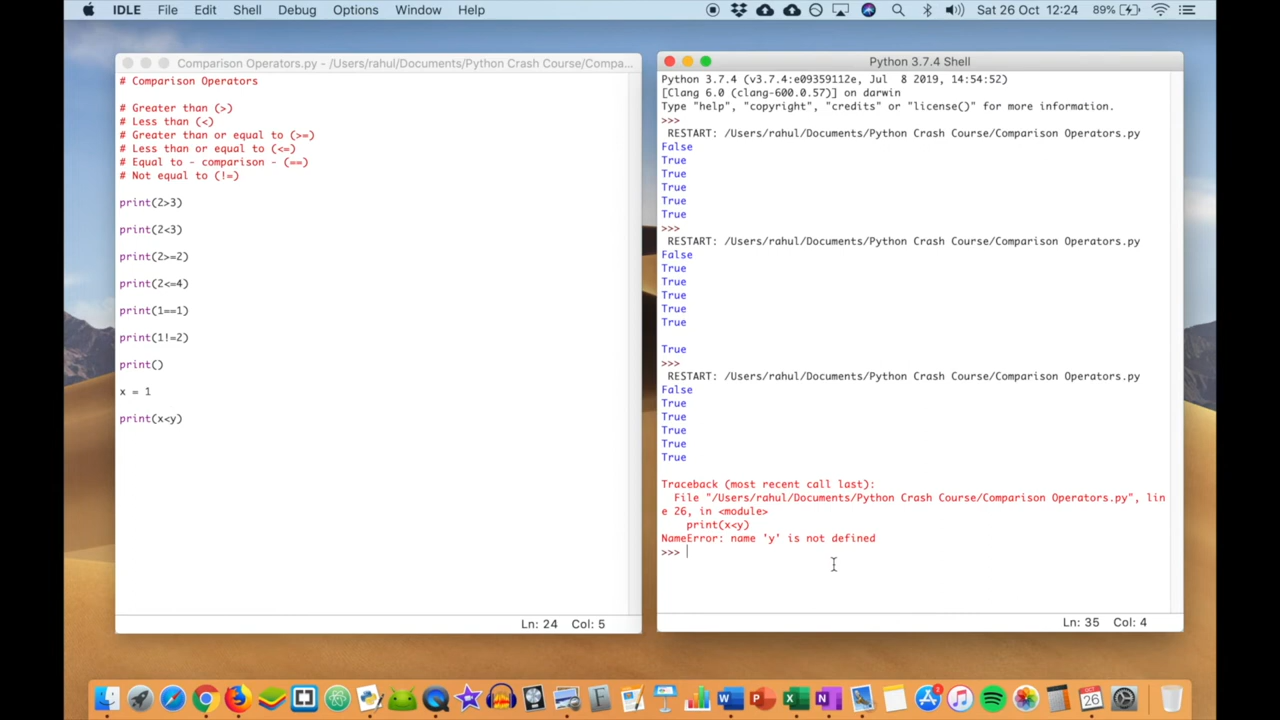 IDLE File Edit Shell Debug Options Window Help Sat 26 Oct 12:24 89%
Comparison Operators.py - /Users/rahul/Documents/Python Crash Course/Compa...
# Comparison Operators
# Greater than (>)
# Less than (<)
# Greater than or equal to (>=)
# Less than or equal to (<=)
# Equal to - comparison - (==)
# Not equal to (!=)
print(2>3)
print(2<3)
print(2>=2)
print(2<=4)
print(1==1)
print(1!=2)
print()
x = 1
print(x<y)
Ln: 24 Col: 5
Python 3.7.4 Shell
Python 3.7.4 (v3.7.4:e09359112e, Jul 8 2019, 14:54:52)
[Clang 6.0 (clang-600.0.57)] on darwin
Type "help", "copyright", "credits" or "license()" for more information.
>>>
RESTART: /Users/rahul/Documents/Python Crash Course/Comparison Operators.py
False
True
True
True
True
True
>>>
RESTART: /Users/rahul/Documents/Python Crash Course/Comparison Operators.py
False
True
True
True
True
True
True
>>>
RESTART: /Users/rahul/Documents/Python Crash Course/Comparison Operators.py
False
True
True
True
True
True
Traceback (most recent call last):
File "/Users/rahul/Documents/Python Crash Course/Comparison Operators.py", lin
e 26, in <module>
print(x<y)
NameError: name 'y' is not defined
>>>
Ln: 35 Col: 4
26